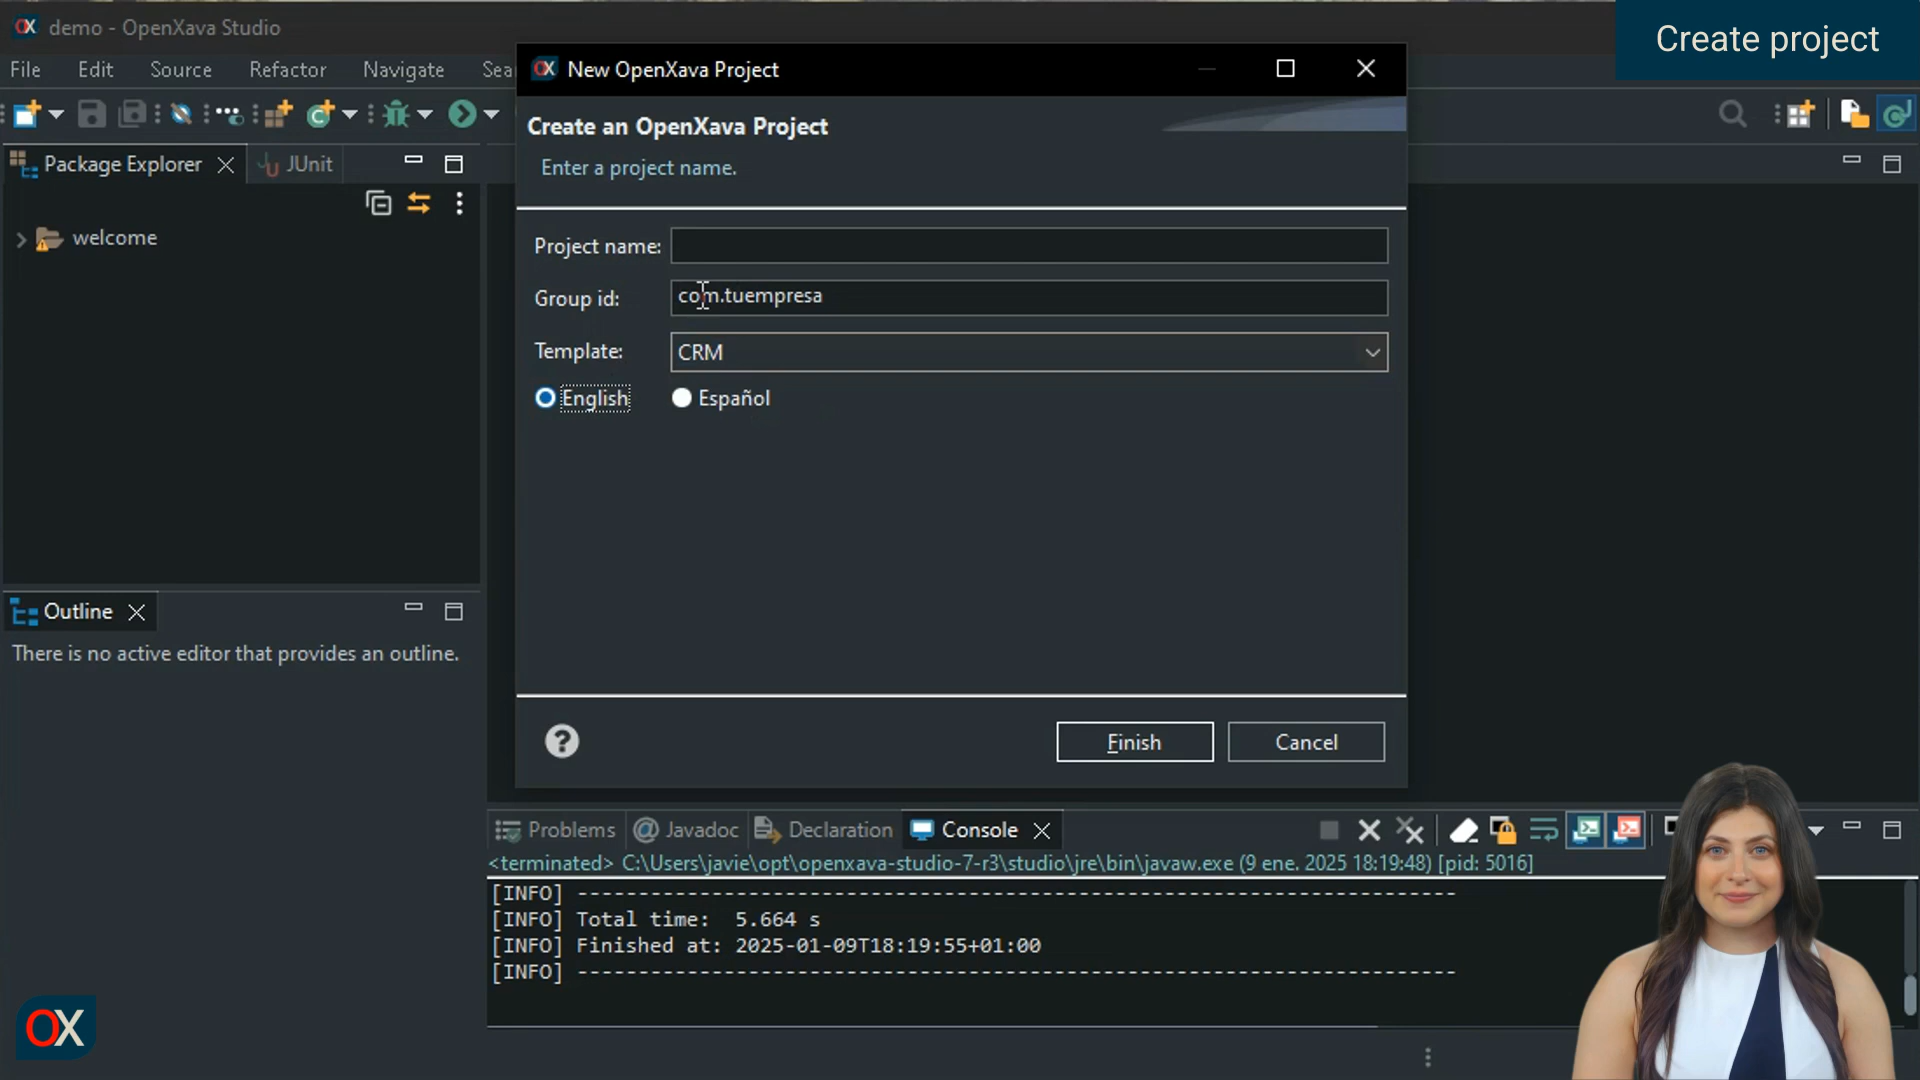 OX demo - OpenXava Studio
Create project
File Edit Source Refactor Navigate Sea
OX New OpenXava Project
Create an OpenXava Project
Enter a project name.
Package Explorer JUnit
welcome
Project name:
Group id: com.tuempresa
Template: CRM
English Español
Outline
There is no active editor that provides an outline.
? Finish Cancel
Problems @ Javadoc Declaration Console
<terminated> C:\Users\javie\opt\openxava-studio-7-r3\studio\jre\bin\javaw.exe (9 ene. 2025 18:19:48) [pid: 5016]
[INFO] ------------------------------------------------------------------------
[INFO] Total time:  5.664 s
[INFO] Finished at: 2025-01-09T18:19:55+01:00
[INFO] ------------------------------------------------------------------------
OX